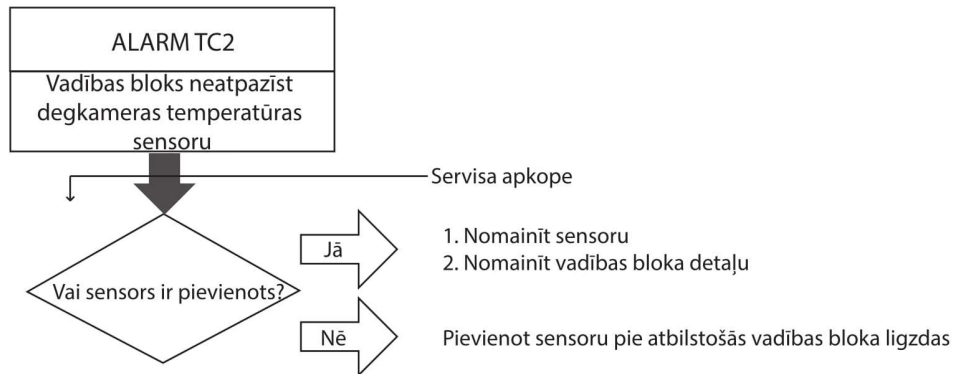 ALARM TC2
Vadības bloks neatpazīst
degkameras temperatūras
sensoru
Servisa apkope
Vai sensors ir pievienots?
Jā
1. Nomainīt sensoru
2. Nomainīt vadības bloka detaļu
Nē
Pievienot sensoru pie atbilstošās vadības bloka ligzdas